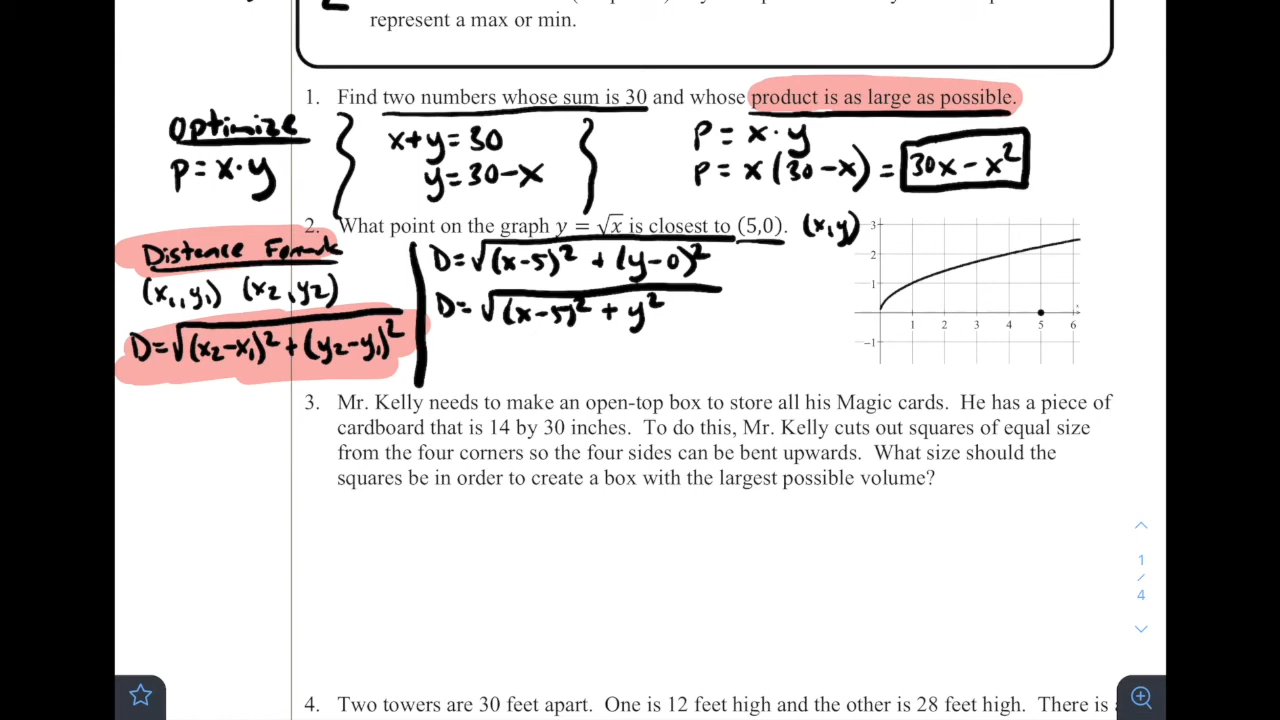 represent a max or min.
1. Find two numbers whose sum is 30 and whose product is as large as possible.
Optimize
P = x · y
x + y = 30
y = 30 - x
P = x · y
P = x (30 - x) = 30x - x²
2. What point on the graph y = √x is closest to (5,0). (x, y)
Distance Formula
(x₁, y₁) (x₂, y₂)
D = √(x₂-x₁)² + (y₂-y₁)²
D = √(x-5)² + (y-0)²
D = √(x-5)² + y²
3
2
1
-1
1 2 3 4 5 6
3. Mr. Kelly needs to make an open-top box to store all his Magic cards. He has a piece of
cardboard that is 14 by 30 inches. To do this, Mr. Kelly cuts out squares of equal size
from the four corners so the four sides can be bent upwards. What size should the
squares be in order to create a box with the largest possible volume?
1
/
4
4. Two towers are 30 feet apart. One is 12 feet high and the other is 28 feet high. There is